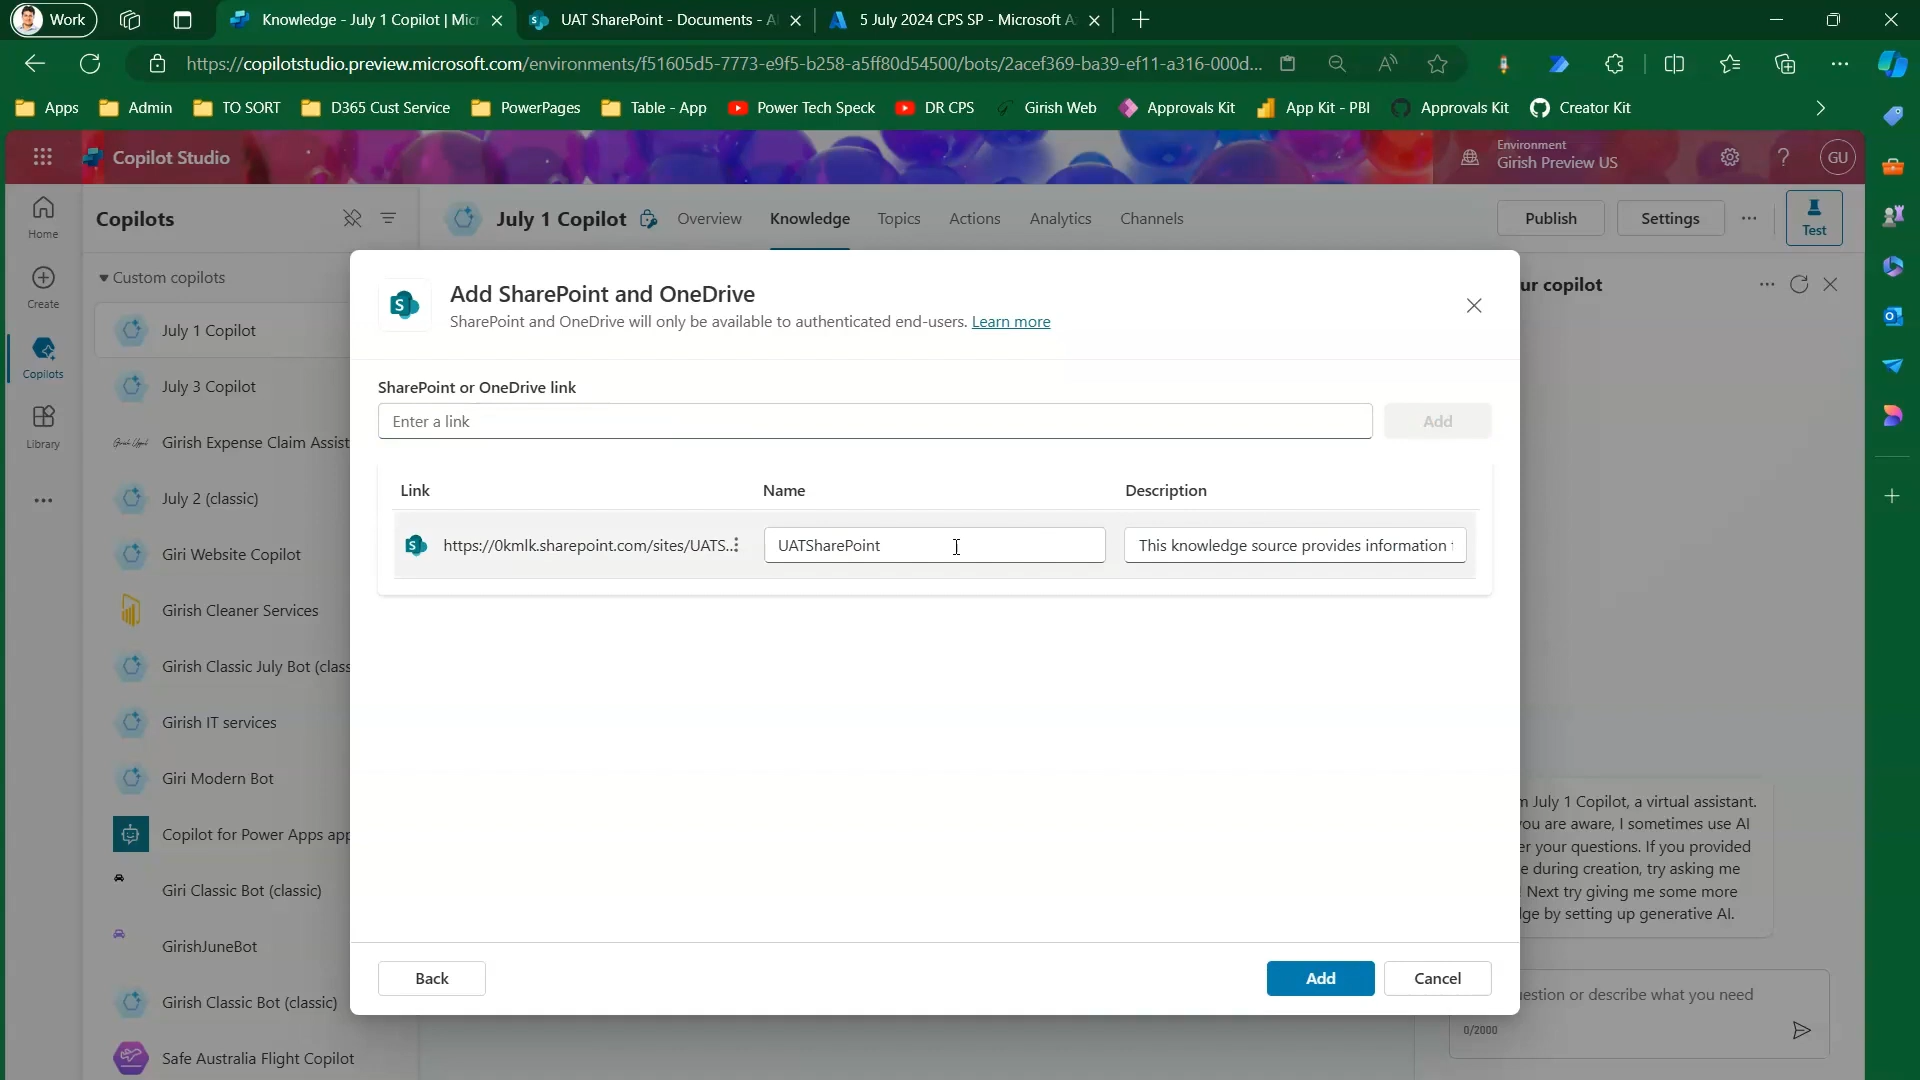 Work
Knowledge - July 1 Copilot | Mic
UAT SharePoint - Documents - A
5 July 2024 CPS SP - Microsoft A
https://copilotstudio.preview.microsoft.com/environments/f51605d5-7773-e9f5-b258-a5ff80d54500/bots/2acef369-ba39-ef11-a316-000d...
Apps
Admin
TO SORT
D365 Cust Service
PowerPages
Table - App
Power Tech Speck
DR CPS
Girish Web
Approvals Kit
App Kit - PBI
Approvals Kit
Creator Kit
Copilot Studio
Environment
Girish Preview US
GU
Home
Create
Copilots
Library
Copilots
Custom copilots
July 1 Copilot
July 3 Copilot
Girish Expense Claim Assist
July 2 (classic)
Giri Website Copilot
Girish Cleaner Services
Girish Classic July Bot (class
Girish IT services
Giri Modern Bot
Copilot for Power Apps app
Giri Classic Bot (classic)
GirishJuneBot
Girish Classic Bot (classic)
Safe Australia Flight Copilot
July 1 Copilot
Overview
Knowledge
Topics
Actions
Analytics
Channels
Publish
Settings
Test
Add SharePoint and OneDrive
SharePoint and OneDrive will only be available to authenticated end-users. Learn more
SharePoint or OneDrive link
Enter a link
Add
Link
Name
Description
https://0kmlk.sharepoint.com/sites/UATS...
UATSharePoint
This knowledge source provides information
Back
Add
Cancel
ur copilot
July 1 Copilot, a virtual assistant.
you are aware, I sometimes use AI
er your questions. If you provided
e during creation, try asking me
Next try giving me some more
dge by setting up generative AI.
estion or describe what you need
0/2000